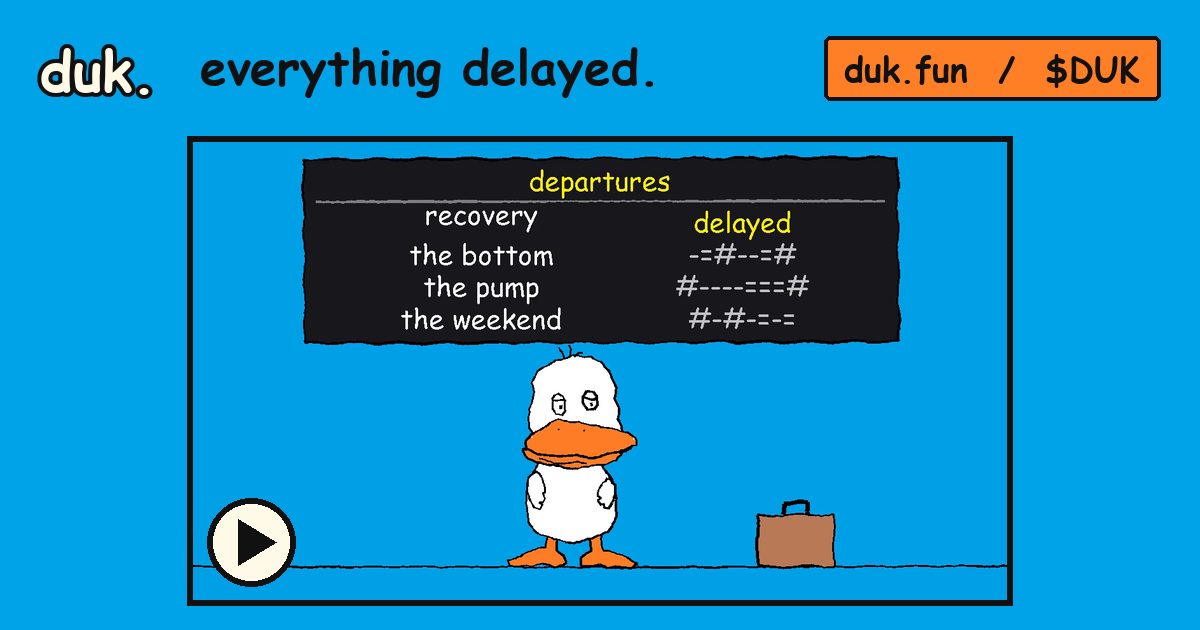 duk. everything delayed. duk.fun / $DUK
departures
recovery delayed
the bottom -=#--=#
the pump #----===#
the weekend #-#-=-=